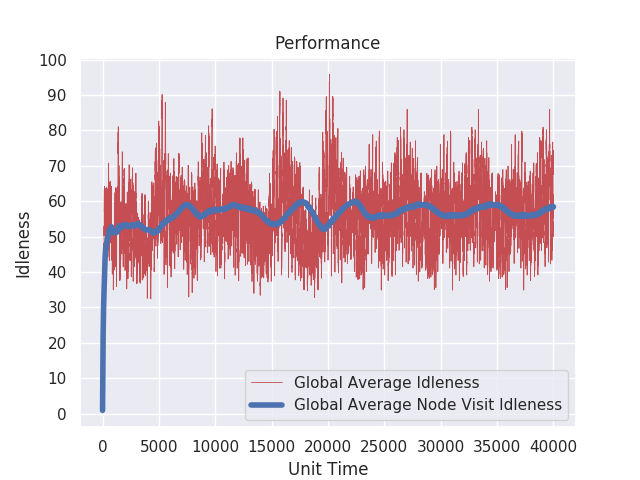 Performance
100
90
80
70
60
50
40
30
20
10
0
Idleness
Global Average Idleness
Global Average Node Visit Idleness
0 5000 10000 15000 20000 25000 30000 35000 40000
Unit Time